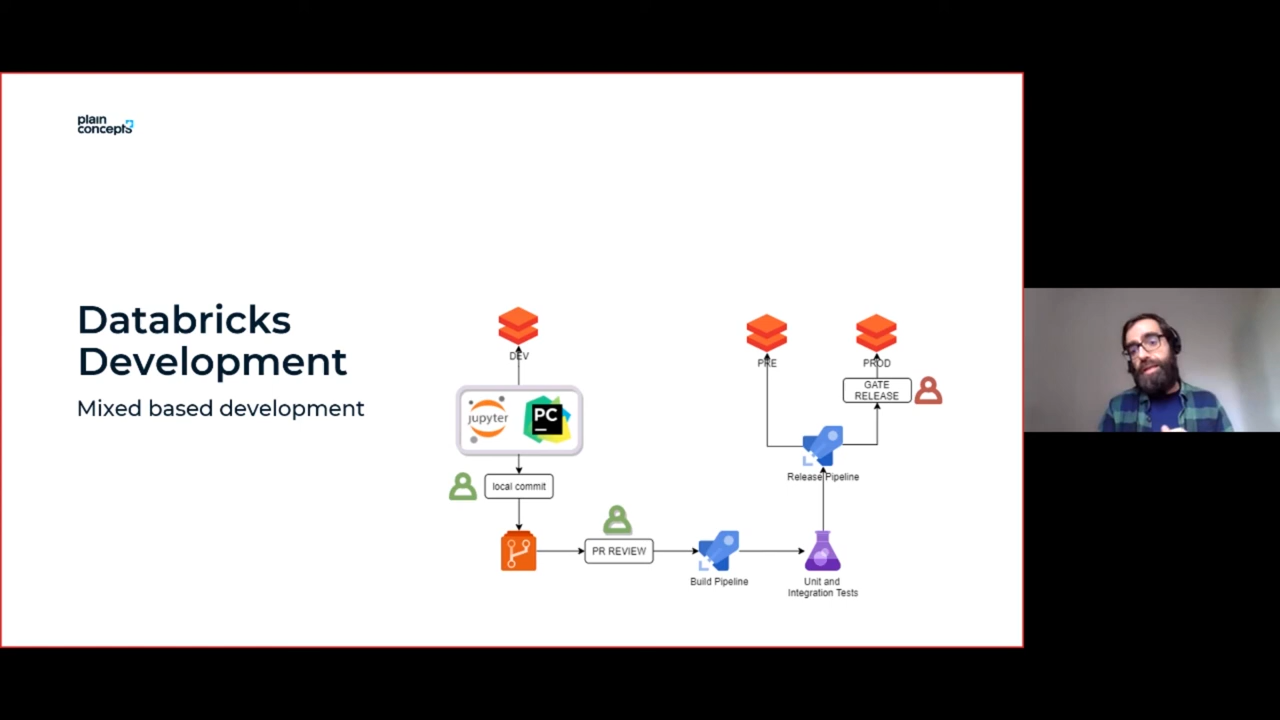 plain
concepts
Databricks
Development
Mixed based development
DEV
jupyter
PC
local commit
PR REVIEW
Build Pipeline
Unit and
Integration Tests
Release Pipeline
PRE
PROD
GATE
RELEASE